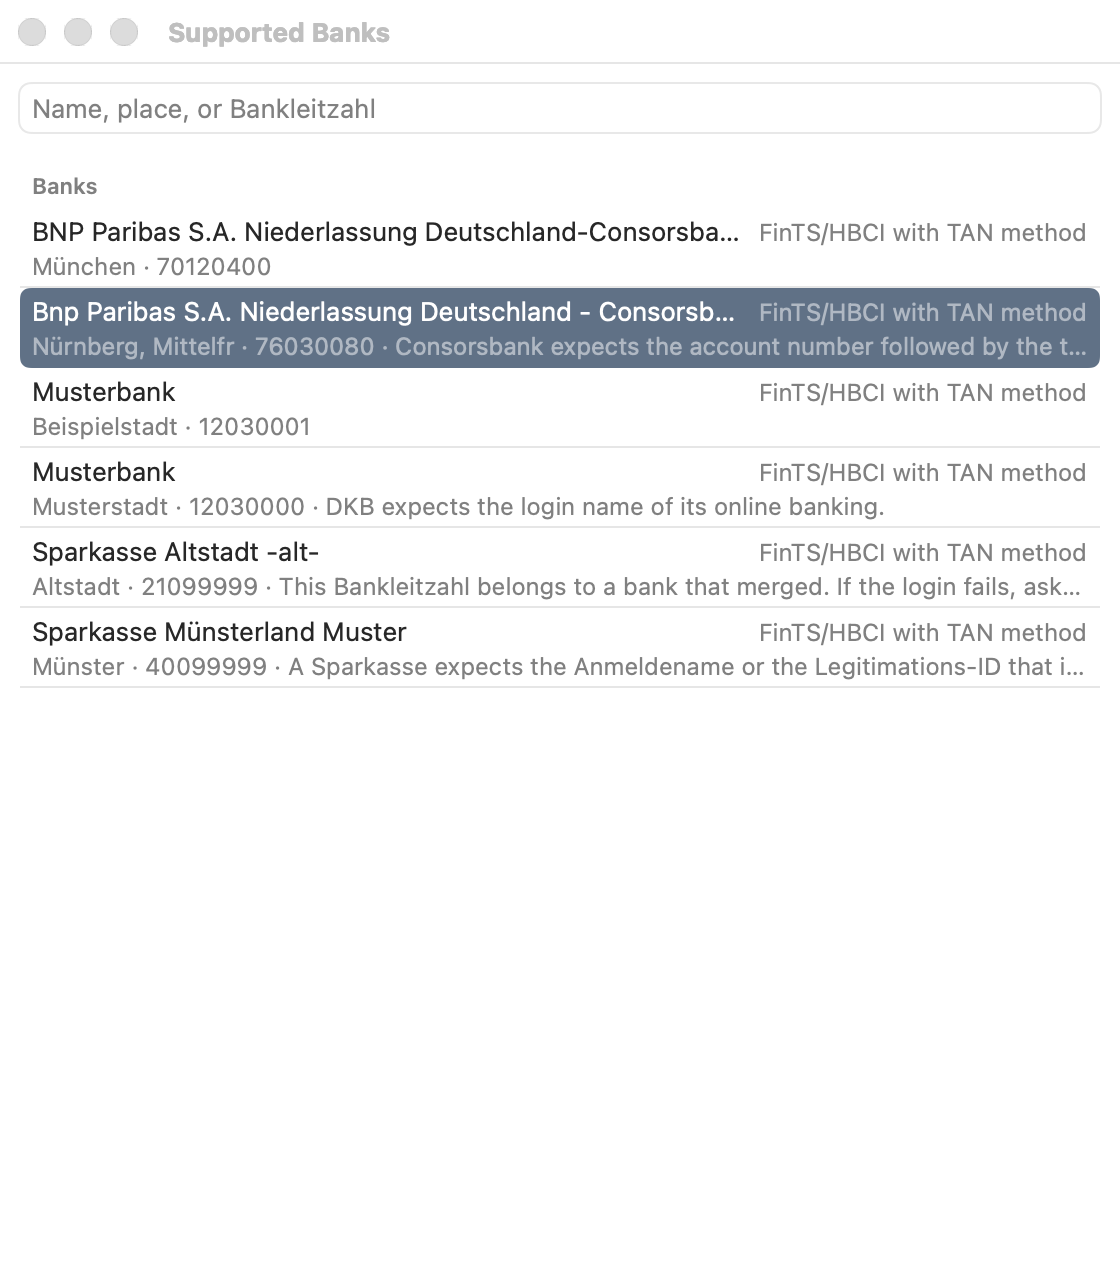 Supported Banks
Name, place, or Bankleitzahl
Banks
BNP Paribas S.A. Niederlassung Deutschland-Consorsba... FinTS/HBCI with TAN method
München · 70120400
Bnp Paribas S.A. Niederlassung Deutschland - Consorsb... FinTS/HBCI with TAN method
Nürnberg, Mittelfr · 76030080 · Consorsbank expects the account number followed by the t...
Musterbank FinTS/HBCI with TAN method
Beispielstadt · 12030001
Musterbank FinTS/HBCI with TAN method
Musterstadt · 12030000 · DKB expects the login name of its online banking.
Sparkasse Altstadt -alt- FinTS/HBCI with TAN method
Altstadt · 21099999 · This Bankleitzahl belongs to a bank that merged. If the login fails, ask...
Sparkasse Münsterland Muster FinTS/HBCI with TAN method
Münster · 40099999 · A Sparkasse expects the Anmeldename or the Legitimations-ID that i...